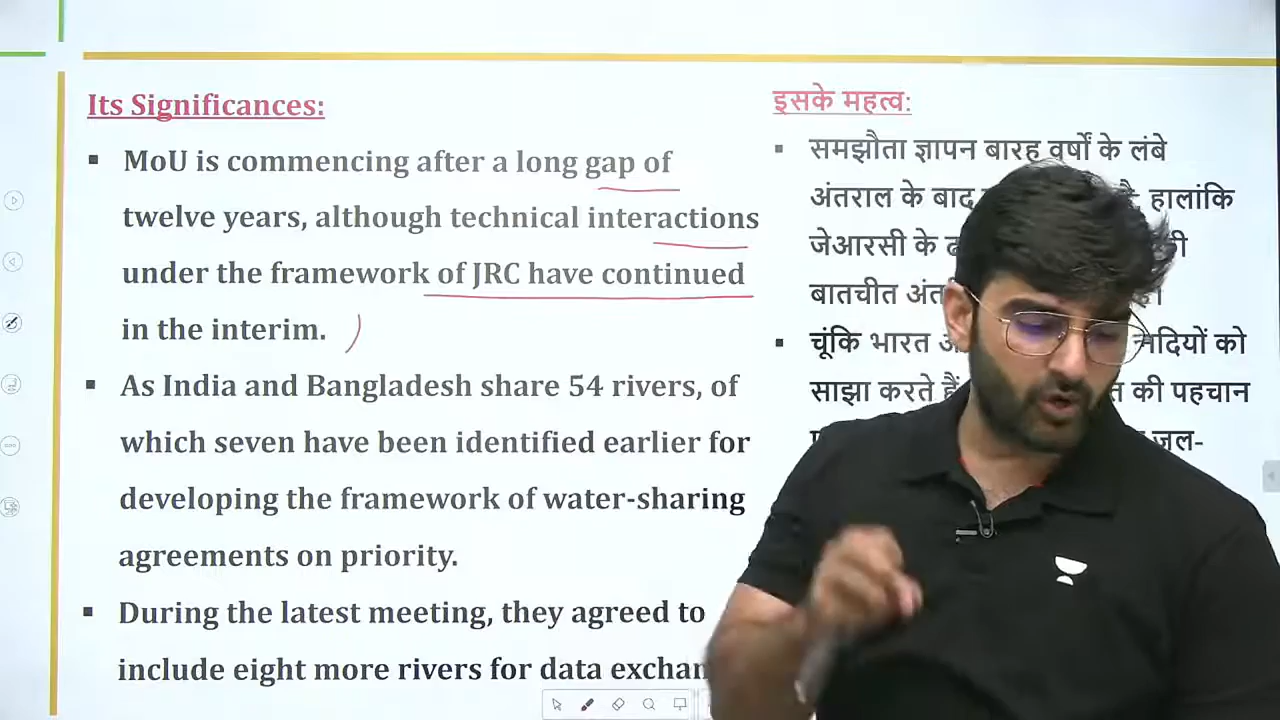 Its Significances:
MoU is commencing after a long gap of
twelve years, although technical interactions
under the framework of JRC have continued
in the interim.
As India and Bangladesh share 54 rivers, of
which seven have been identified earlier for
developing the framework of water-sharing
agreements on priority.
During the latest meeting, they agreed to
include eight more rivers for data
इसके महत्व:
समझौता ज्ञापन बारह वर्षों के लंबे
अंतराल के बाद हालांकि
जेआरसी के
बातचीत
चूंकि भारत नदियों को
साझा करते हैं की पहचान
जल-